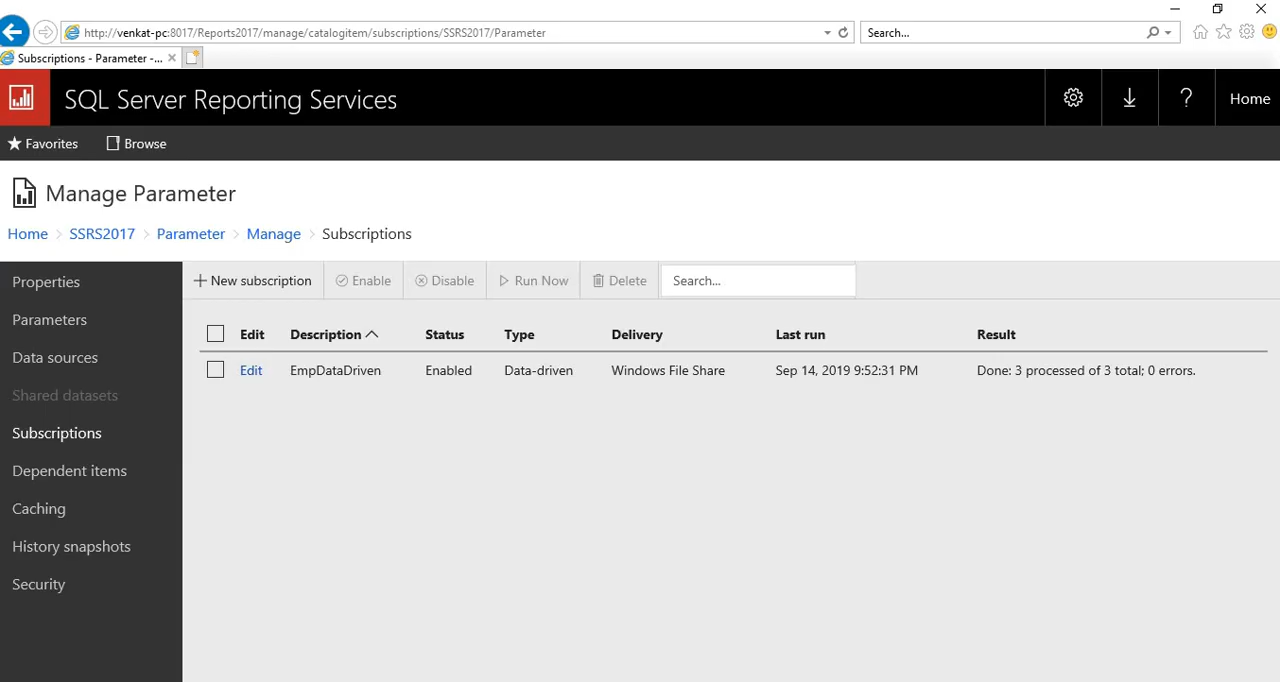 http://venkat-pc:8017/Reports2017/manage/catalogitem/subscriptions/SSRS2017/Parameter
Search...
Subscriptions - Parameter -...
SQL Server Reporting Services
?
Home
Favorites
Browse
Manage Parameter
Home > SSRS2017 > Parameter > Manage > Subscriptions
Properties
Parameters
Data sources
Shared datasets
Subscriptions
Dependent items
Caching
History snapshots
Security
New subscription
Enable
Disable
Run Now
Delete
Search...
Edit Description Status Type Delivery Last run Result
Edit EmpDataDriven Enabled Data-driven Windows File Share Sep 14, 2019 9:52:31 PM Done: 3 processed of 3 total; 0 errors.